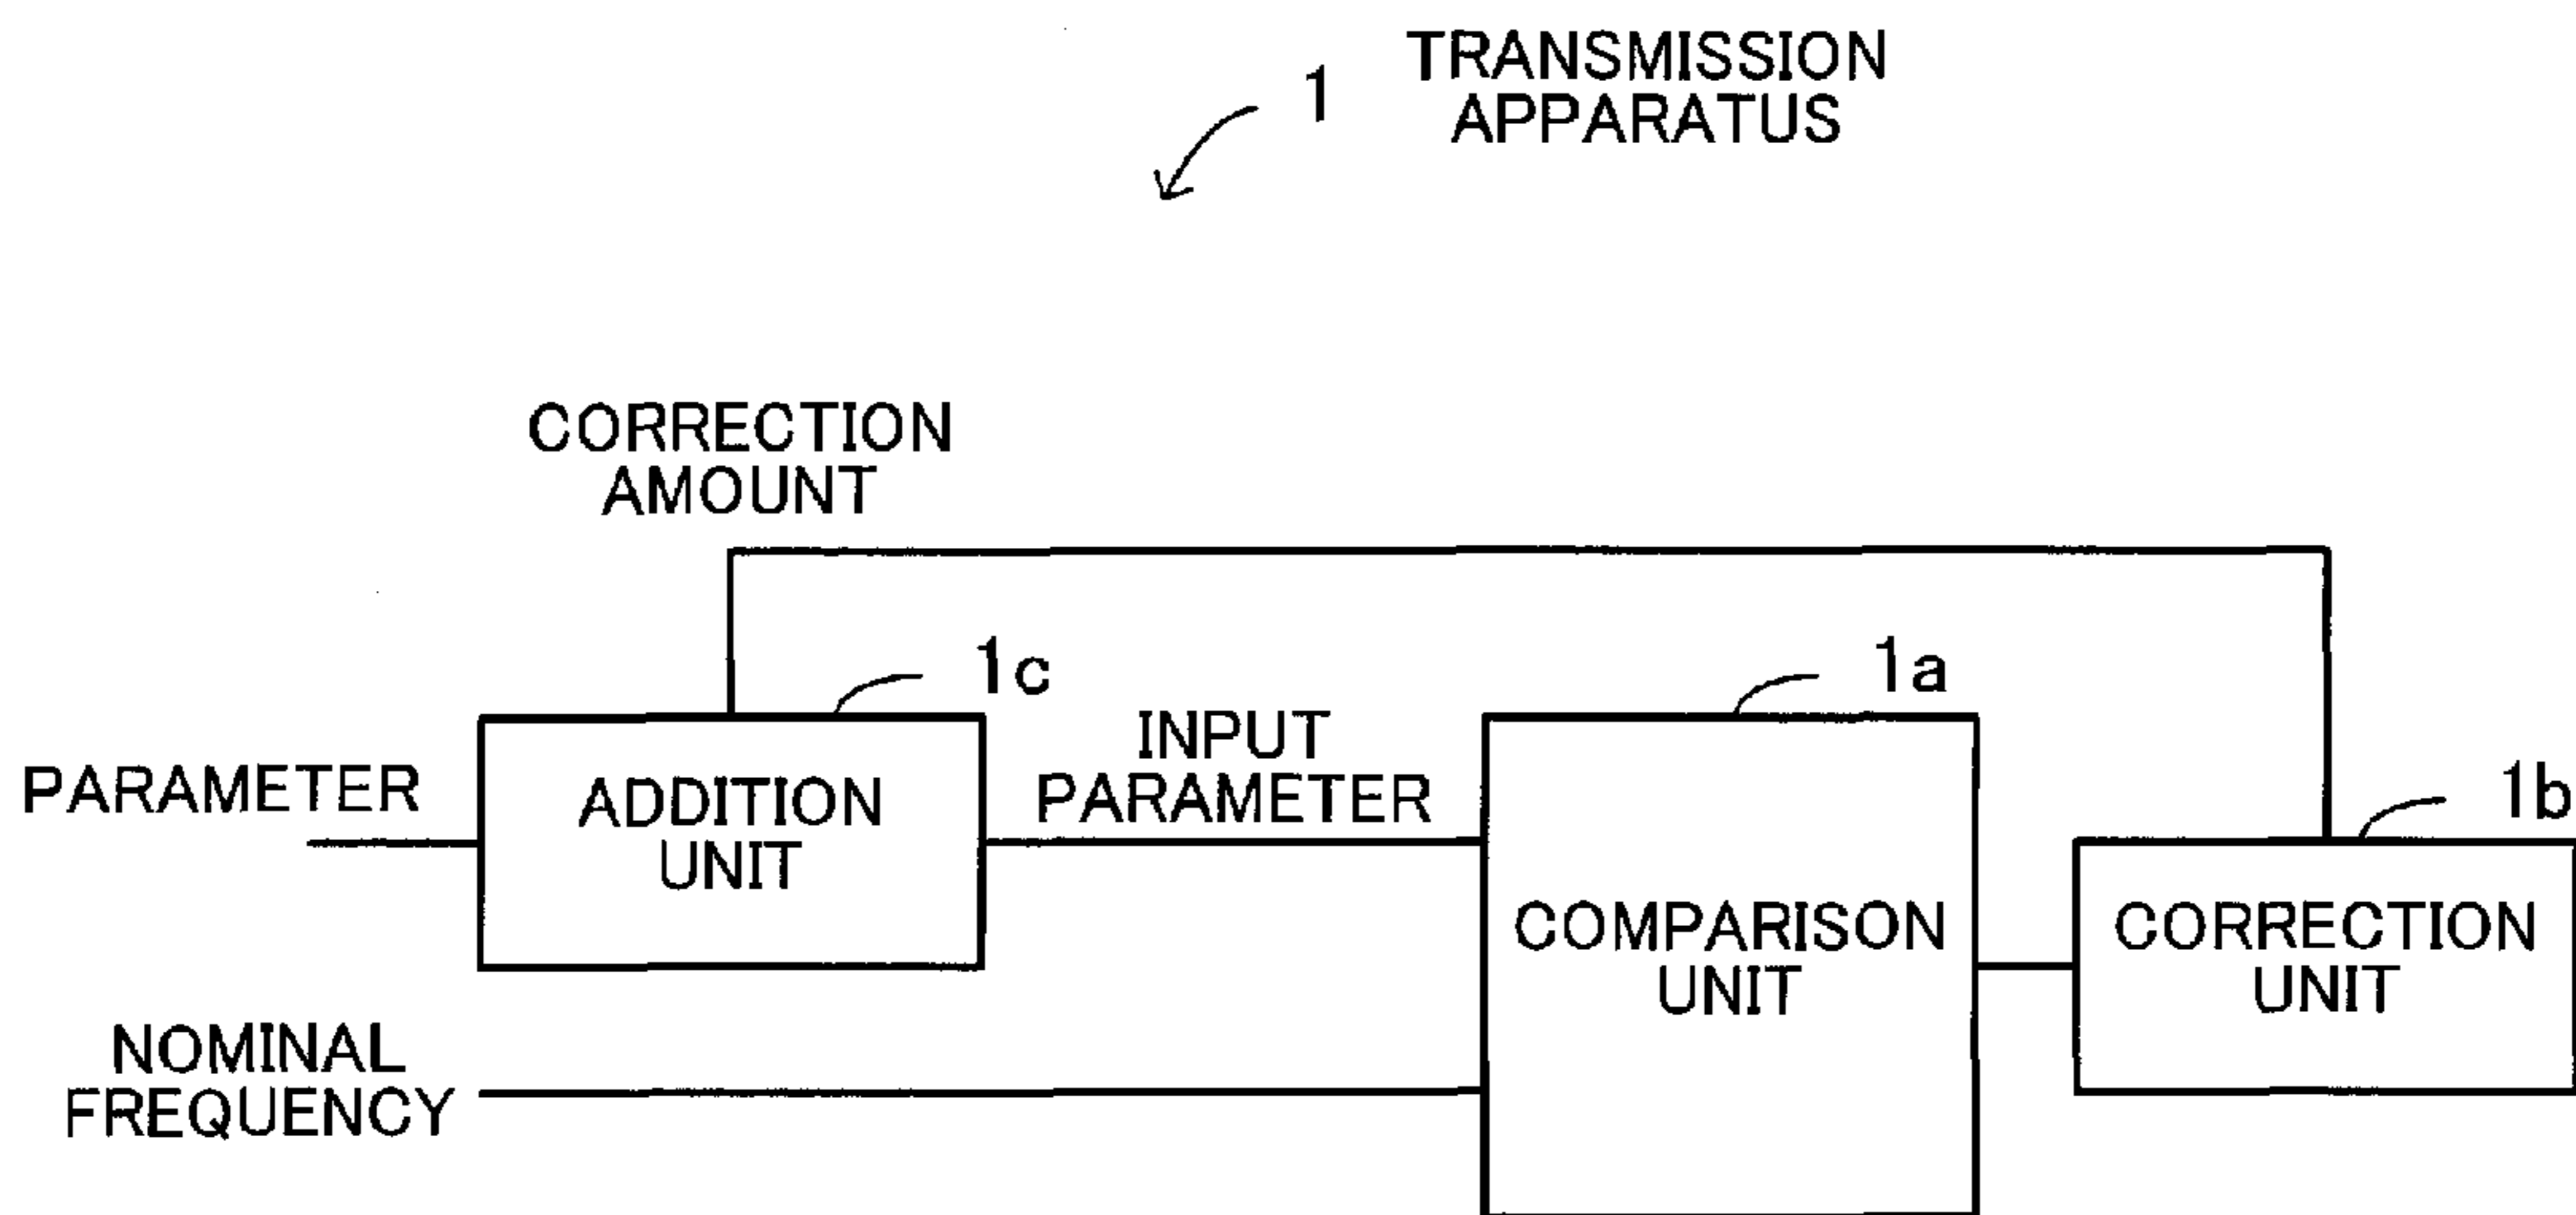 1
TRANSMISSION
APPARATUS
CORRECTION
AMOUNT
1c
1a
PARAMETER
ADDITION
UNIT
INPUT
PARAMETER
1b
COMPARISON
UNIT
CORRECTION
UNIT
NOMINAL
FREQUENCY